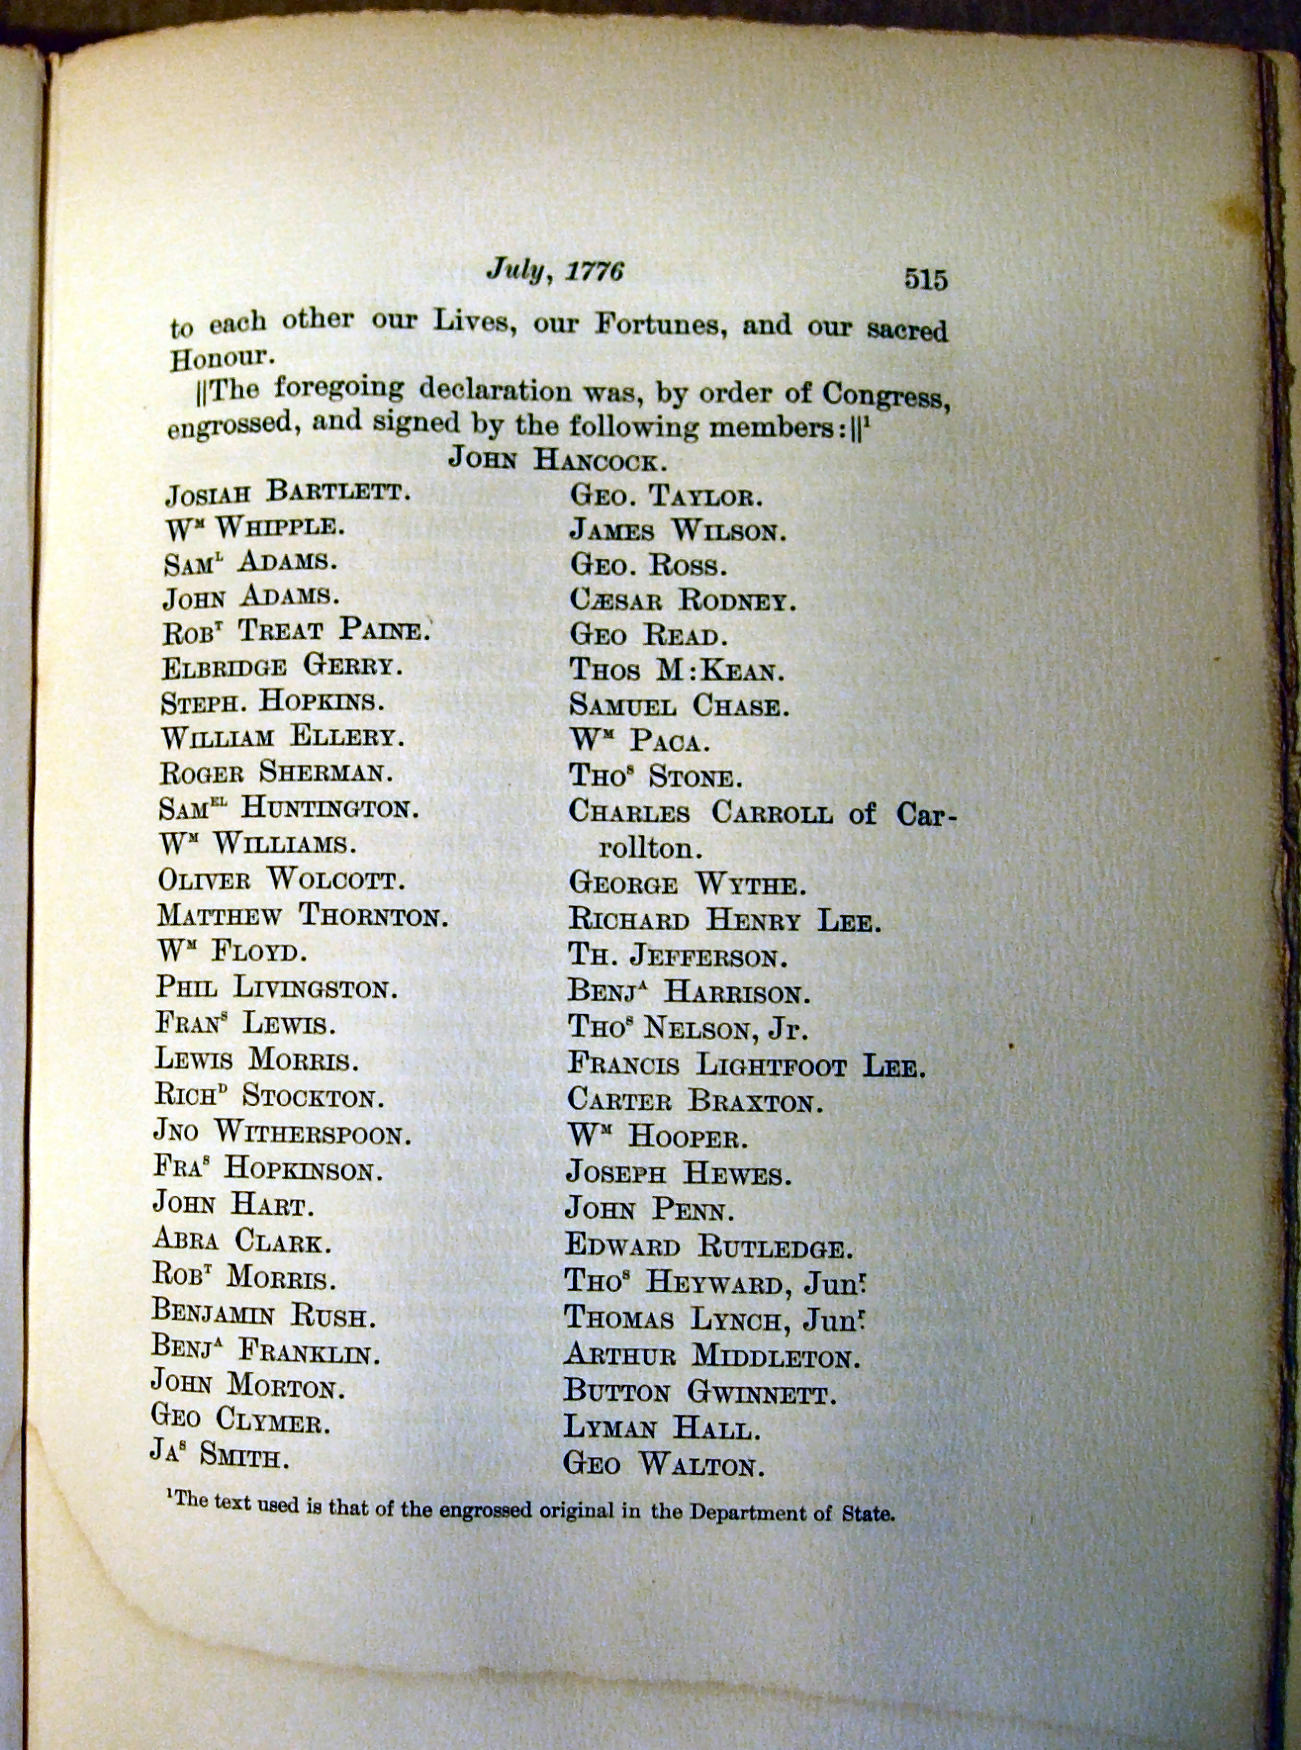 July, 1776 515
to each other our Lives, our Fortunes, and our sacred
Honour.
||The foregoing declaration was, by order of Congress,
engrossed, and signed by the following members:||¹
JOHN HANCOCK.
JOSIAH BARTLETT.
Wᴹ WHIPPLE.
SAMᴸ ADAMS.
JOHN ADAMS.
ROBᵀ TREAT PAINE.
ELBRIDGE GERRY.
STEPH. HOPKINS.
WILLIAM ELLERY.
ROGER SHERMAN.
SAMᴱᴸ HUNTINGTON.
Wᴹ WILLIAMS.
OLIVER WOLCOTT.
MATTHEW THORNTON.
Wᴹ FLOYD.
PHIL LIVINGSTON.
FRANˢ LEWIS.
LEWIS MORRIS.
RICHᴰ STOCKTON.
JNO WITHERSPOON.
FRAˢ HOPKINSON.
JOHN HART.
ABRA CLARK.
ROBᵀ MORRIS.
BENJAMIN RUSH.
BENJᴬ FRANKLIN.
JOHN MORTON.
GEO CLYMER.
JAˢ SMITH.
GEO. TAYLOR.
JAMES WILSON.
GEO. ROSS.
CÆSAR RODNEY.
GEO READ.
THOS M:KEAN.
SAMUEL CHASE.
Wᴹ PACA.
THOˢ STONE.
CHARLES CARROLL of Car-
rollton.
GEORGE WYTHE.
RICHARD HENRY LEE.
TH. JEFFERSON.
BENJᴬ HARRISON.
THOˢ NELSON, Jr.
FRANCIS LIGHTFOOT LEE.
CARTER BRAXTON.
Wᴹ HOOPER.
JOSEPH HEWES.
JOHN PENN.
EDWARD RUTLEDGE.
THOˢ HEYWARD, Junʳ.
THOMAS LYNCH, Junʳ.
ARTHUR MIDDLETON.
BUTTON GWINNETT.
LYMAN HALL.
GEO WALTON.
¹The text used is that of the engrossed original in the Department of State.